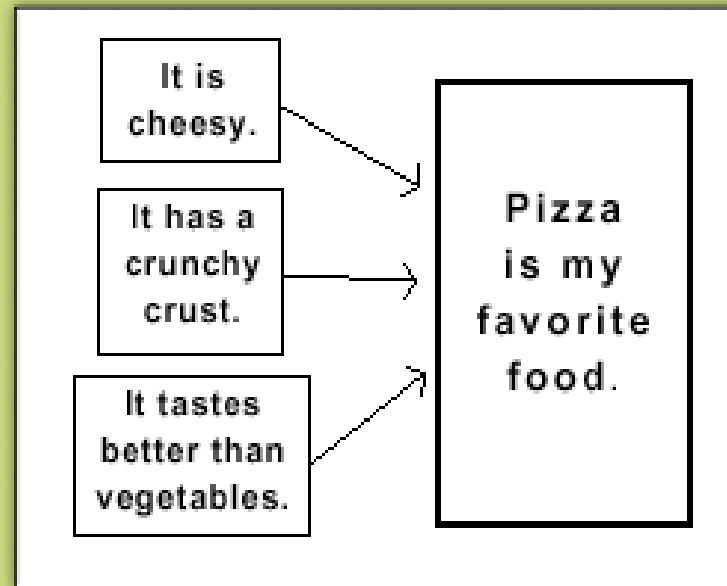 It is
cheesy.
It has a
crunchy
crust.
It tastes
better than
vegetables.
Pizza
is my
favorite
food.